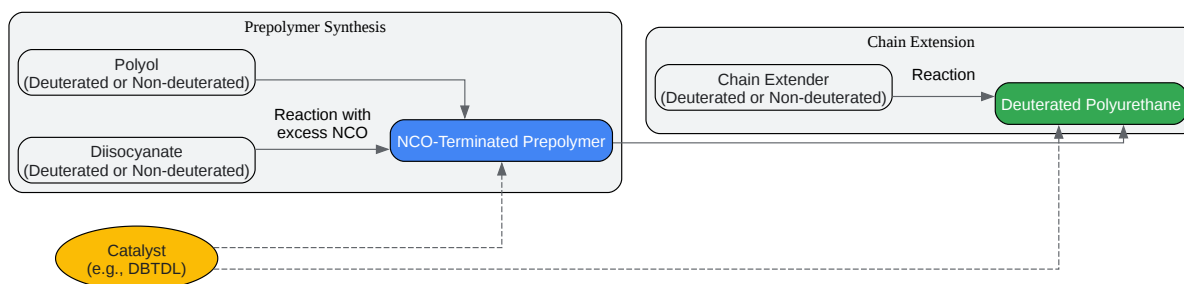 Prepolymer Synthesis
Polyol
(Deuterated or Non-deuterated)
Reaction with
excess NCO
NCO-Terminated Prepolymer
Diisocyanate
(Deuterated or Non-deuterated)
Catalyst
(e.g., DBTDL)
Chain Extension
Chain Extender
(Deuterated or Non-deuterated)
Reaction
Deuterated Polyurethane